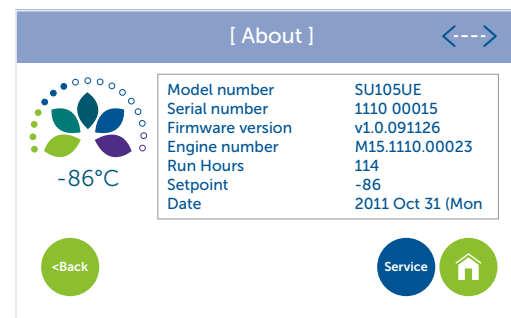 [ About ]
<---->
Model number SU105UE
Serial number 1110 00015
Firmware version v1.0.091126
Engine number M15.1110.00023
Run Hours 114
Setpoint -86
Date 2011 Oct 31 (Mon
-86°C
<Back
Service